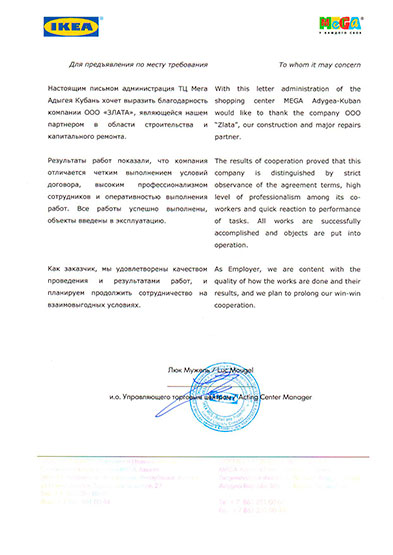 IKEA
MEGA
У КАЖДОГО СВОЯ
Для предъявления по месту требования
To whom it may concern
Настоящим письмом администрация ТЦ Мега
Адыгея Кубань хочет выразить благодарность
компании ООО «ЗЛАТА», являющейся нашем
партнером в области строительства и
капитального ремонта.
With this letter administration of the
shopping center MEGA Adygea-Kuban
would like to thank the company OOO
"Zlata", our construction and major repairs
partner.
Результаты работ показали, что компания
отличается четким выполнением условий
договора, высоким профессионализмом
сотрудников и оперативностью выполнения
работ. Все работы успешно выполнены,
объекты введены в эксплуатацию.
The results of cooperation proved that this
company is distinguished by strict
observance of the agreement terms, high
level of professionalism among its co-
workers and quick reaction to performance
of tasks. All works are successfully
accomplished and objects are put into
operation.
Как заказчик, мы удовлетворены качеством
проведения и результатами работ, и
планируем продолжить сотрудничество на
взаимовыгодных условиях.
As Employer, we are content with the
quality of how the works are done and their
results, and we plan to prolong our win-win
cooperation.
Люк Мужель / Luc Mougel
и.о. Управляющего торговым центром/ Acting Center Manager